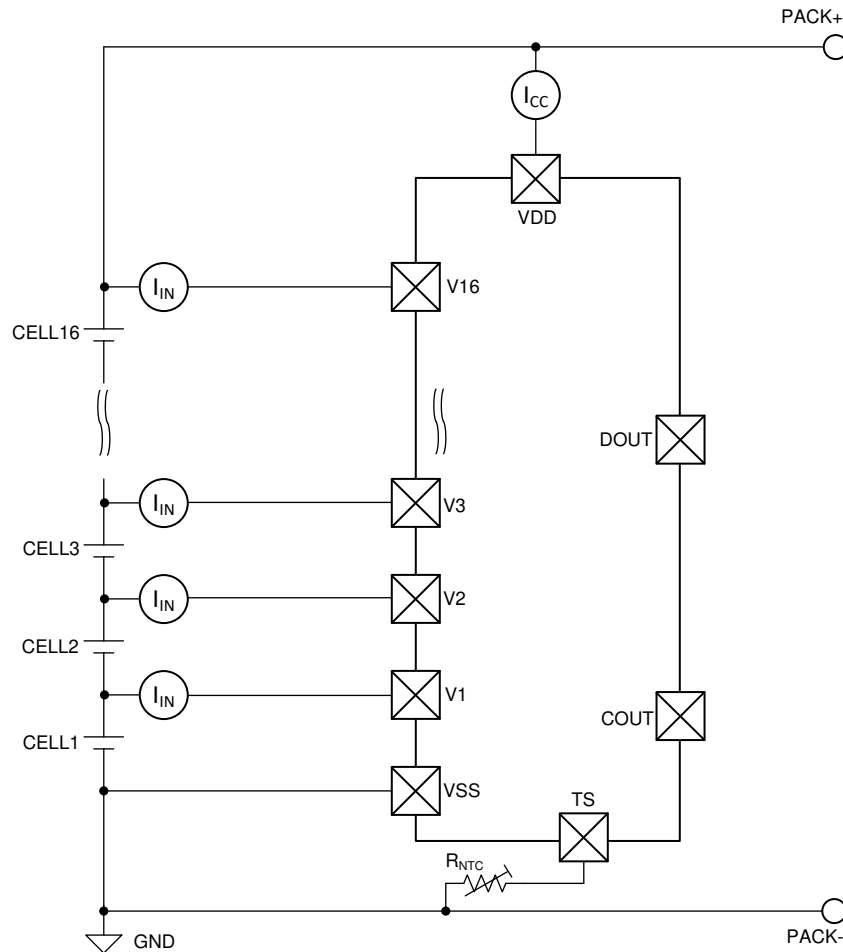 PACK+
ICC
VDD
IIN
V16
CELL16
DOUT
IIN
V3
CELL3
IIN
V2
CELL2
IIN
V1
COUT
CELL1
VSS
TS
RNTC
GND
PACK-